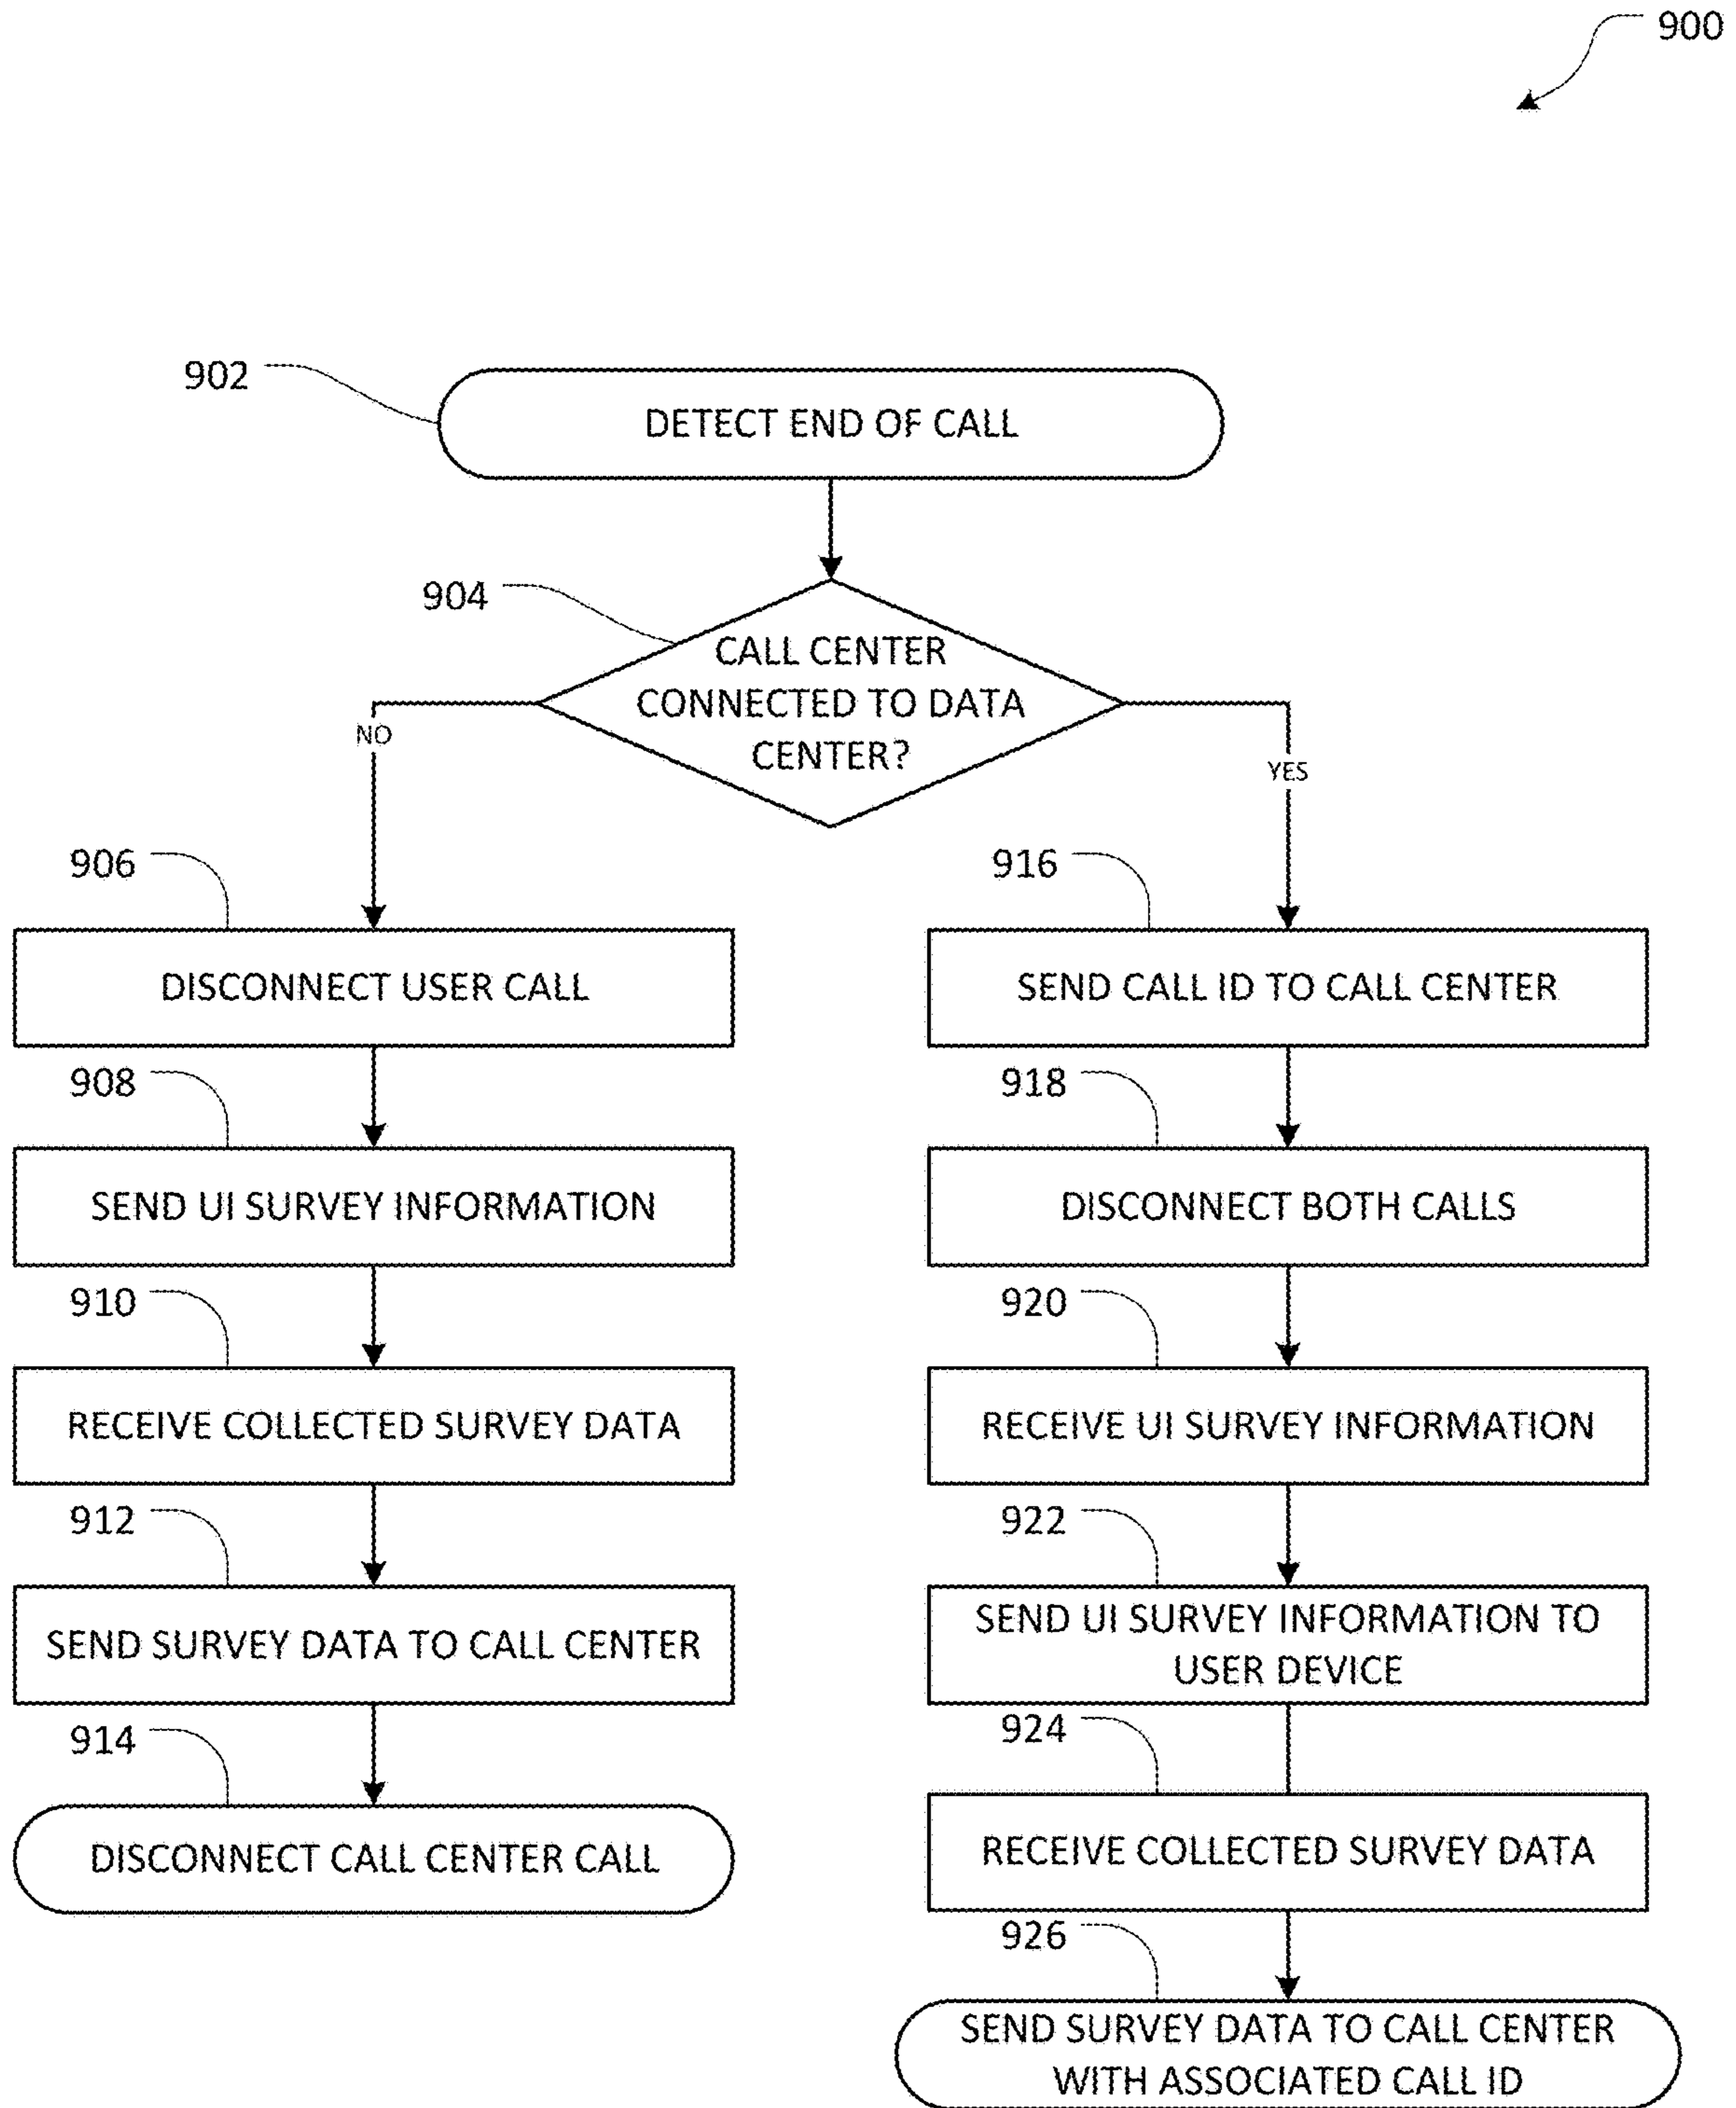 900
902
DETECT END OF CALL
904
CALL CENTER
CONNECTED TO DATA
CENTER?
NO
YES
906
DISCONNECT USER CALL
908
SEND UI SURVEY INFORMATION
910
RECEIVE COLLECTED SURVEY DATA
912
SEND SURVEY DATA TO CALL CENTER
914
DISCONNECT CALL CENTER CALL
916
SEND CALL ID TO CALL CENTER
918
DISCONNECT BOTH CALLS
920
RECEIVE UI SURVEY INFORMATION
922
SEND UI SURVEY INFORMATION TO
USER DEVICE
924
RECEIVE COLLECTED SURVEY DATA
926
SEND SURVEY DATA TO CALL CENTER
WITH ASSOCIATED CALL ID